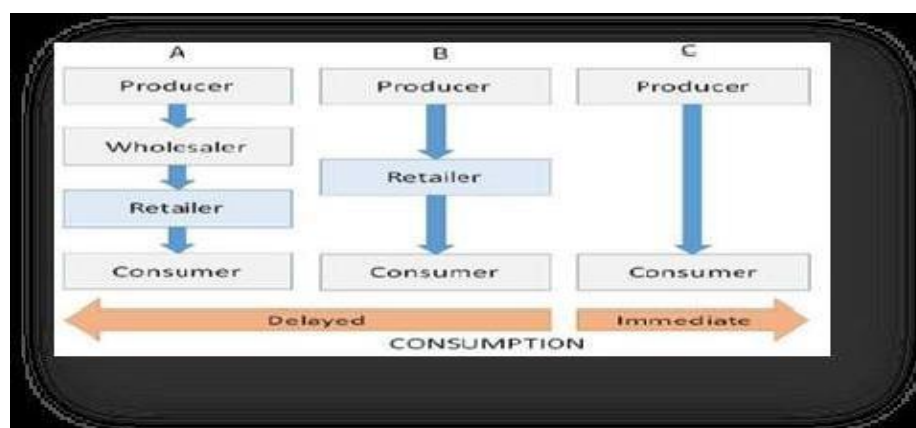 A B C
Producer Producer Producer
Wholesaler
Retailer
Retailer
Consumer Consumer Consumer
Delayed Immediate
CONSUMPTION